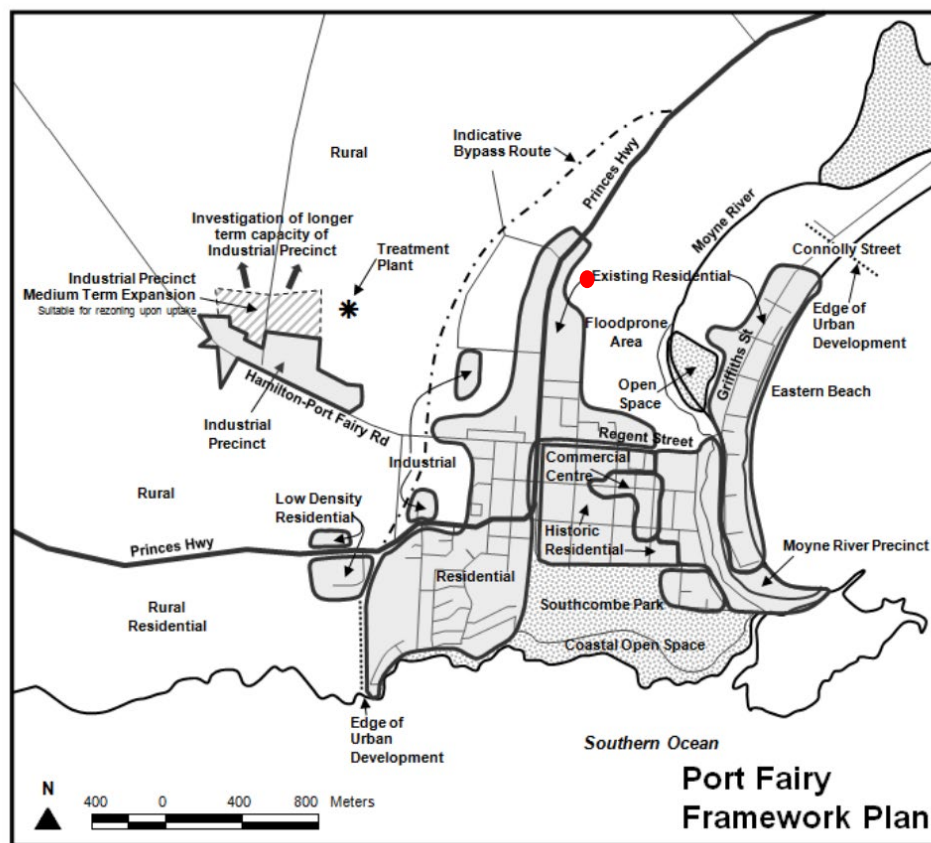 Indicative
Bypass Route
Princes Hwy
Rural
Moyne River
Investigation of longer
term capacity of
Industrial Precinct
Treatment
Plant
Connolly Street
Industrial Precinct
Medium Term Expansion
Suitable for rezoning upon uptake
Existing Residential
Edge of
Urban
Development
Floodprone
Area
Griffiths St
Open
Space
Eastern Beach
Hamilton-Port Fairy Rd
Industrial
Precinct
Regent Street
Industrial
Commercial
Centre
Rural
Low Density
Residential
Historic
Residential
Princes Hwy
Moyne River Precinct
Residential
Rural
Residential
Southcombe Park
Coastal Open Space
Edge of
Urban
Development
Southern Ocean
N
400 0 400 800 Meters
Port Fairy
Framework Plan